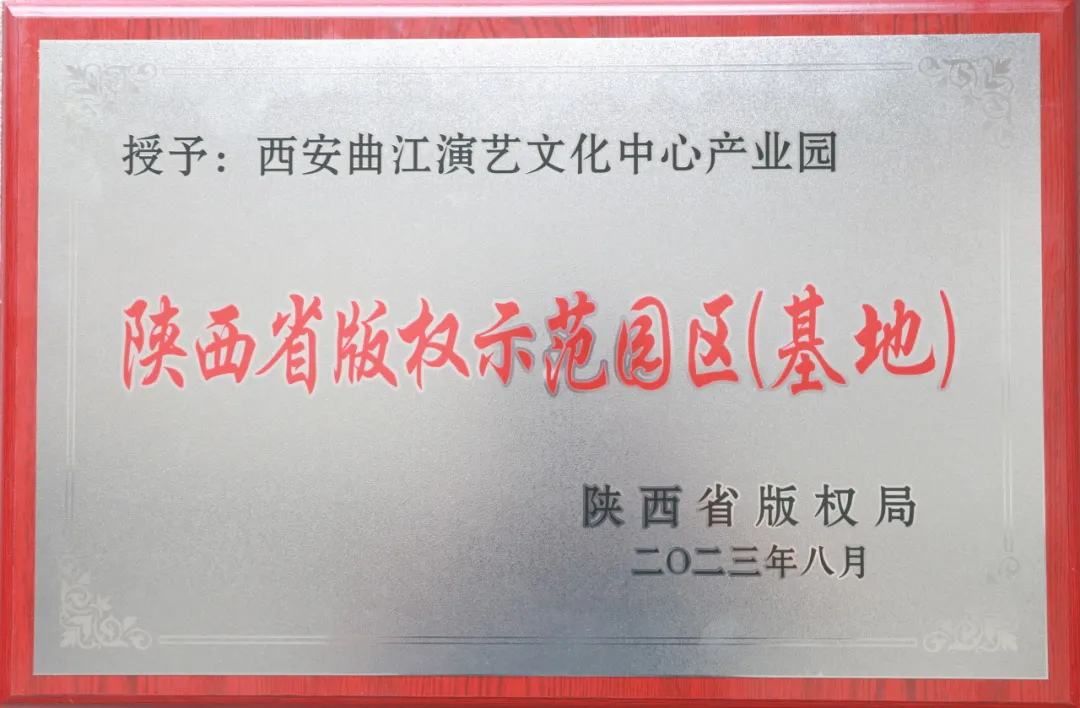 授予：西安曲江演艺文化中心产业园
陕西省版权示范园区(基地)
陕西省版权局
二〇二三年八月